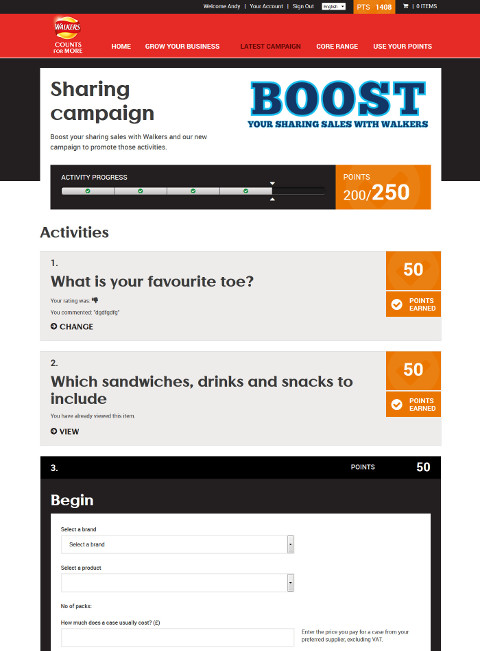 Welcome Andy | Your Account | Sign Out English PTS 1408 | 0 ITEMS
WALKERS
COUNTS
FOR MORE
HOME GROW YOUR BUSINESS LATEST CAMPAIGN CORE RANGE USE YOUR POINTS
Sharing
campaign
BOOST
YOUR SHARING SALES WITH WALKERS
Boost your sharing sales with Walkers and our new
campaign to promote those activities.
ACTIVITY PROGRESS
POINTS
200/250
Activities
1.
What is your favourite toe?
Your rating was:
You commented: "dgdfgdfg"
CHANGE
50
POINTS
EARNED
2.
Which sandwiches, drinks and snacks to
include
You have already viewed this item.
VIEW
50
POINTS
EARNED
3. POINTS 50
Begin
Select a brand
Select a brand
Select a product
No of packs:
How much does a case usually cost? (£)
Enter the price you pay for a case from your
preferred supplier, excluding VAT.